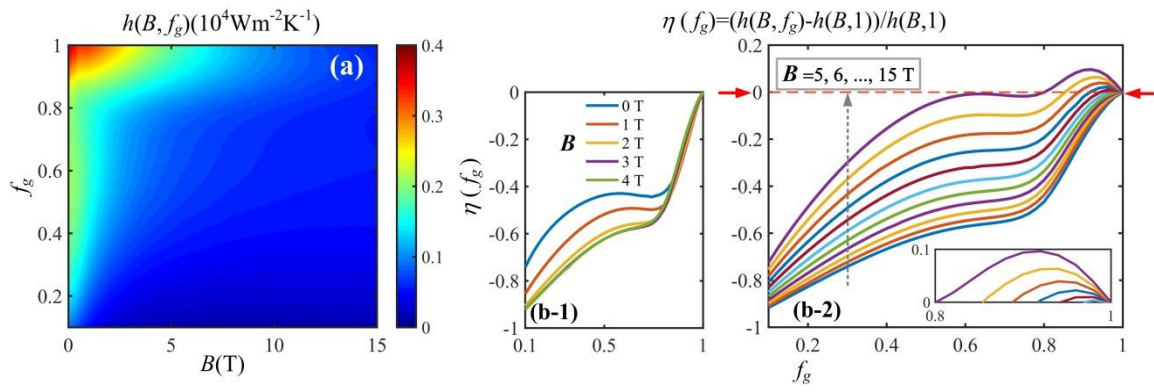 h(B, f_g)(10⁴Wm⁻²K⁻¹)
η(f_g)=(h(B, f_g)-h(B,1))/h(B,1)
(a)
1
0.8
0.6
0.4
0.2
f_g
0
5
10
15
B(T)
0.4
0.3
0.2
0.1
0
0
-0.2
-0.4
-0.6
-0.8
-1
η(f_g)
B
0 T
1 T
2 T
3 T
4 T
(b-1)
0.1
0.5
1
0.2
0
-0.2
-0.4
-0.6
-0.8
-1
B =5, 6, ..., 15 T
0.1
0
0.8
1
(b-2)
0.2
0.4
0.6
0.8
1
f_g